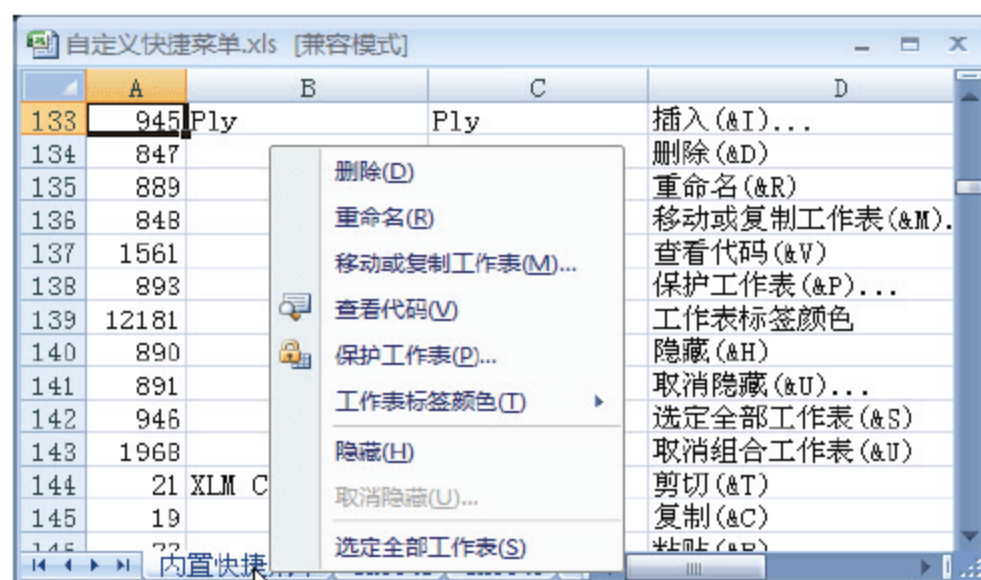 自定义快捷菜单.xls [兼容模式]
A B C D
133 945 Ply Ply 插入(&I)...
134 847 删除(&D)
135 889 重命名(&R)
136 848 移动或复制工作表(&M).
137 1561 查看代码(&V)
138 893 保护工作表(&P)...
139 12181 工作表标签颜色
140 890 隐藏(&H)
141 891 取消隐藏(&U)...
142 946 选定全部工作表(&S)
143 1968 取消组合工作表(&U)
144 21 XLM C 剪切(&T)
145 19 复制(&C)
删除(D)
重命名(R)
移动或复制工作表(M)...
查看代码(V)
保护工作表(P)...
工作表标签颜色(T)
隐藏(H)
取消隐藏(U)...
选定全部工作表(S)
内置快捷